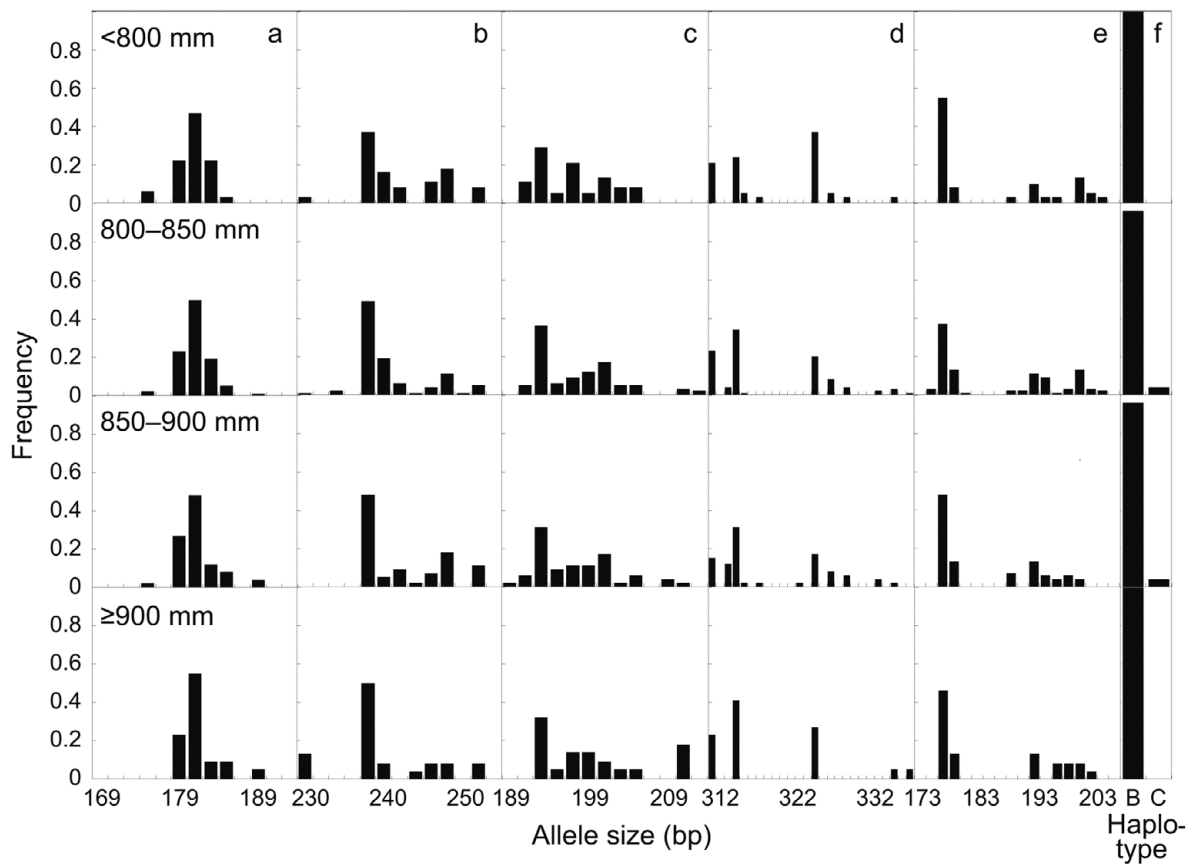 <800 mm a b c d e f
0.8
0.6
0.4
0.2
0
800–850 mm
0.8
0.6
0.4
0.2
0
850–900 mm
0.8
0.6
0.4
0.2
0
≥900 mm
0.8
0.6
0.4
0.2
0
Frequency
169 179 189 230 240 250 189 199 209 312 322 332 173 183 193 203 B C
Allele size (bp)
Haplo-
type